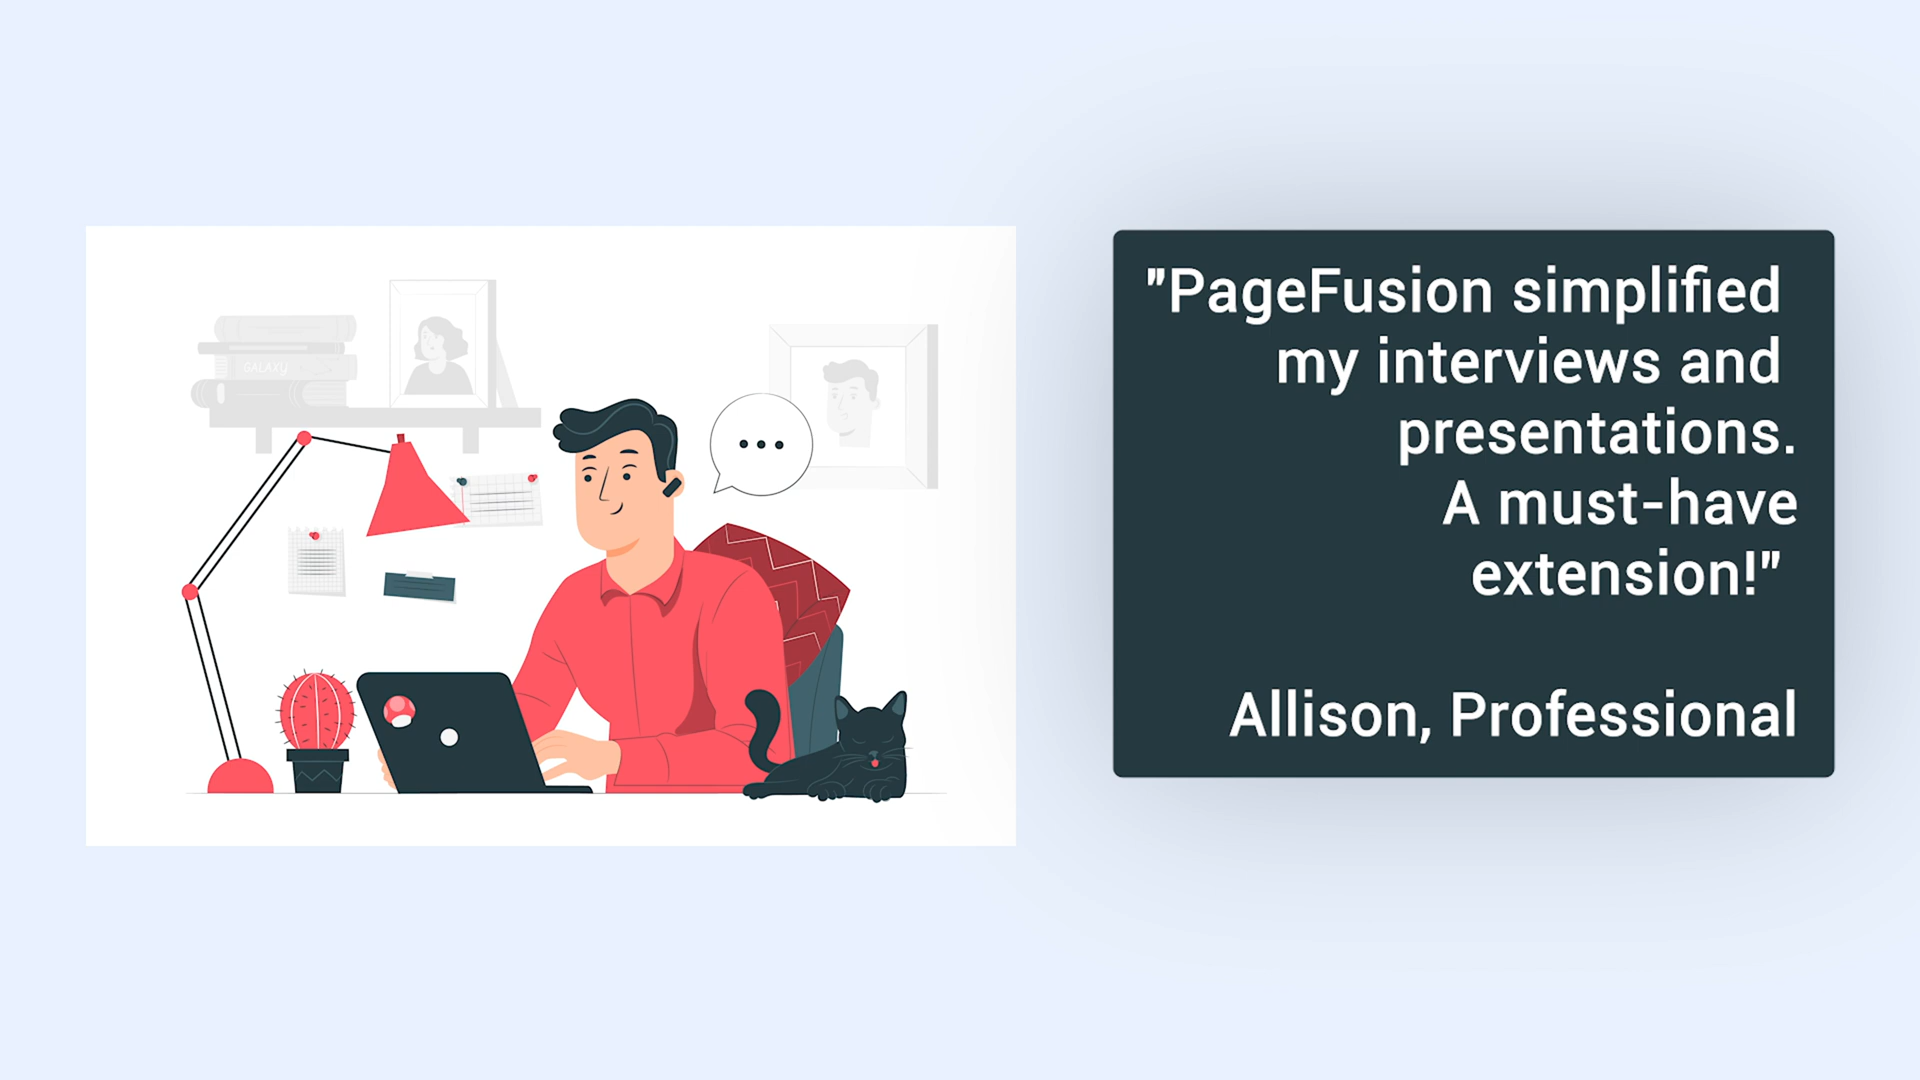 GALAXY
"PageFusion simplified
my interviews and
presentations.
A must-have
extension!"
Allison, Professional